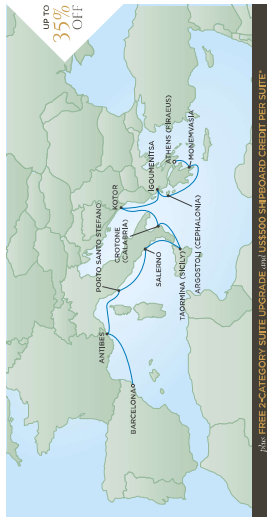 UP TO
35%
OFF
KOTOR
IGOUMENITSA
ATHENS (PIRAEUS)
MONEMVASIA
PORTO SANTO STEFANO
CROTONE
(CALABRIA)
ARGOSTOLI (CEPHALONIA)
SALERNO
TAORMINA (SICILY)
ANTIBES
BARCELONA
plus FREE 2-CATEGORY SUITE UPGRADE and US$500 SHIPBOARD CREDIT PER SUITE*